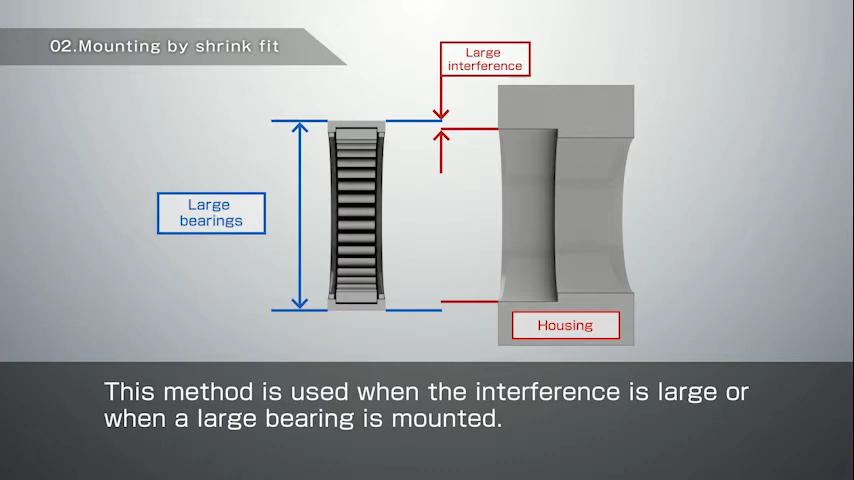 02.Mounting by shrink fit
Large
interference
Large
bearings
Housing
This method is used when the interference is large or
when a large bearing is mounted.